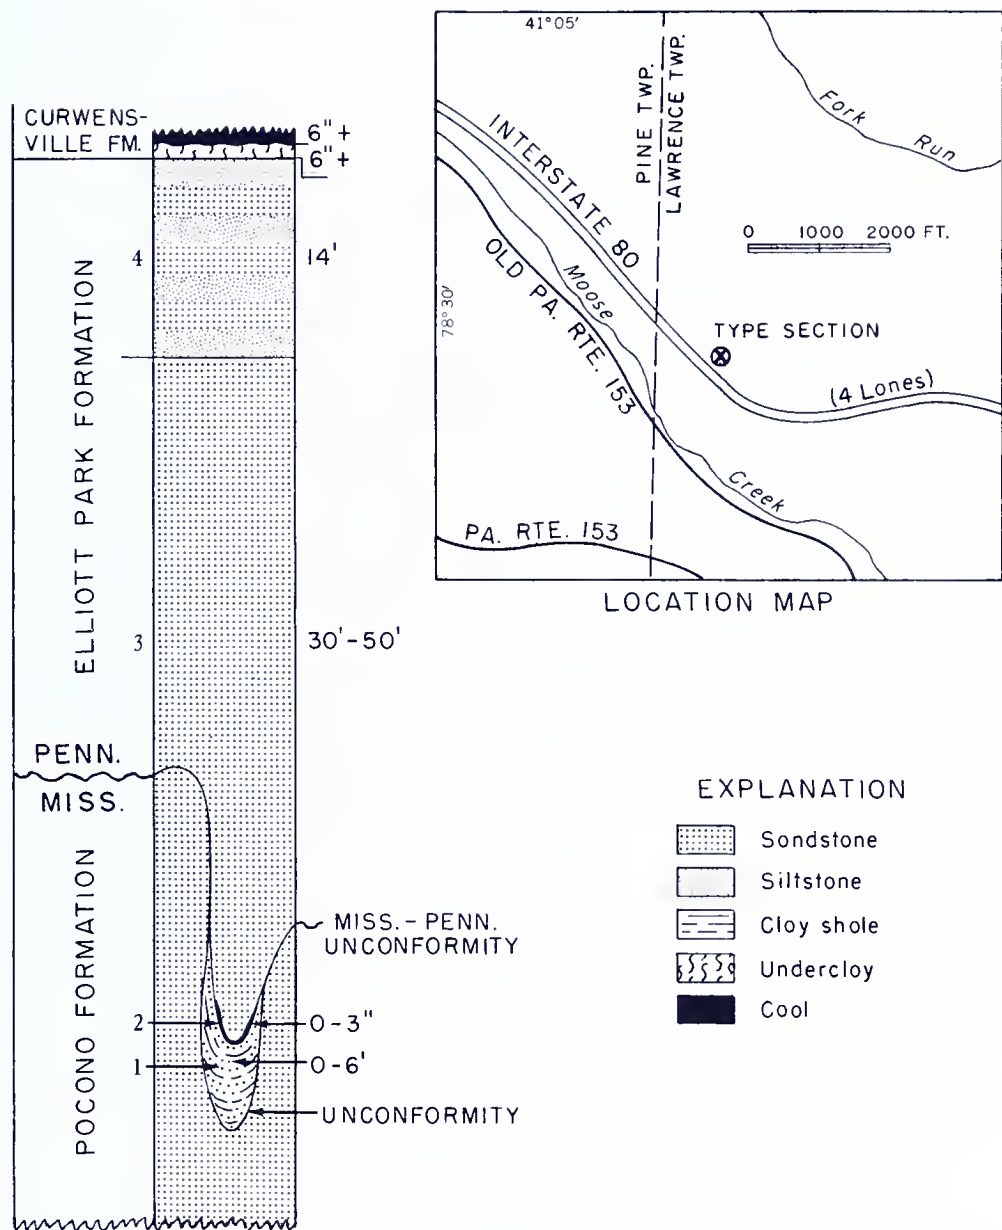 CURWENS-
VILLE FM.
6"+
6"+
4
14'
ELLIOTT PARK FORMATION
3
30'-50'
PENN.
MISS.
POCONO FORMATION
MISS.-PENN.
UNCONFORMITY
2
0-3"
1
0-6'
UNCONFORMITY
41°05'
PINE TWP.
LAWRENCE TWP.
Fork Run
INTERSTATE 80
0 1000 2000 FT.
Moose
OLD PA. RTE. 153
78°30'
TYPE SECTION
(4 Lones)
Creek
PA. RTE. 153
LOCATION MAP
EXPLANATION
Sondstone
Siltstone
Cloy shole
Undercloy
Cool